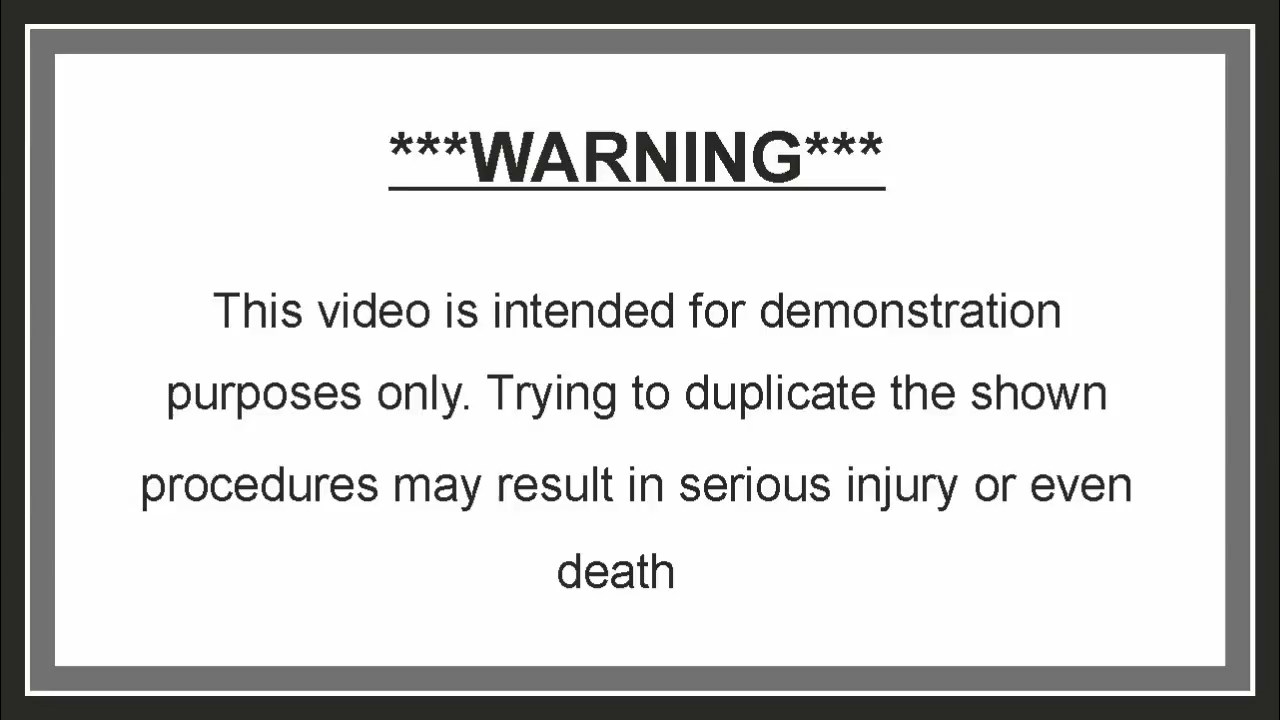 ***WARNING***
This video is intended for demonstration
purposes only. Trying to duplicate the shown
procedures may result in serious injury or even
death